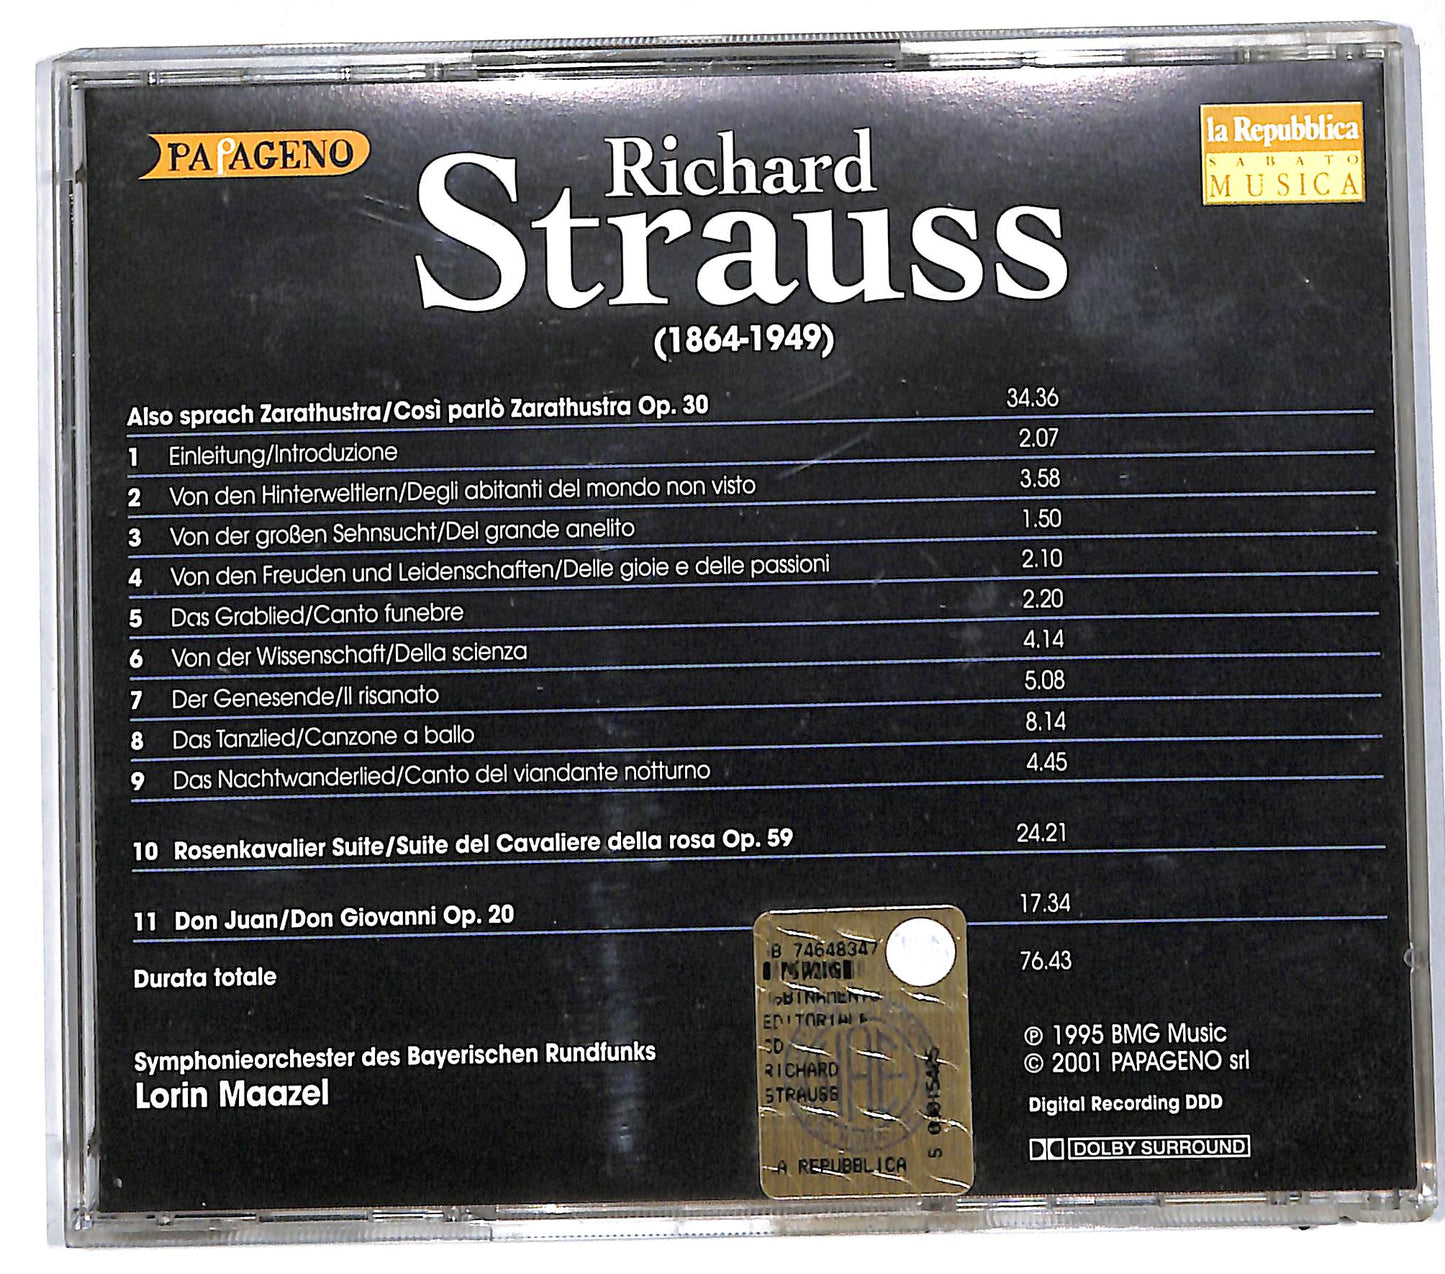 PAPAGENO
la Repubblica
SABATO
MUSICA
Richard
Strauss
(1864-1949)
Also sprach Zarathustra/Così parlò Zarathustra Op. 30 34.36
1 Einleitung/Introduzione 2.07
2 Von den Hinterweltlern/Degli abitanti del mondo non visto 3.58
3 Von der großen Sehnsucht/Del grande anelito 1.50
4 Von den Freuden und Leidenschaften/Delle gioie e delle passioni 2.10
5 Das Grablied/Canto funebre 2.20
6 Von der Wissenschaft/Della scienza 4.14
7 Der Genesende/Il risanato 5.08
8 Das Tanzlied/Canzone a ballo 8.14
9 Das Nachtwanderlied/Canto del viandante notturno 4.45
10 Rosenkavalier Suite/Suite del Cavaliere della rosa Op. 59 24.21
11 Don Juan/Don Giovanni Op. 20 17.34
Durata totale 76.43
Symphonieorchester des Bayerischen Rundfunks
Lorin Maazel
B 74648347
EDITORIALE
CD
RICHARD
STRAUSS
A REPUBBLICA
℗ 1995 BMG Music
© 2001 PAPAGENO srl
Digital Recording DDD
DOLBY SURROUND